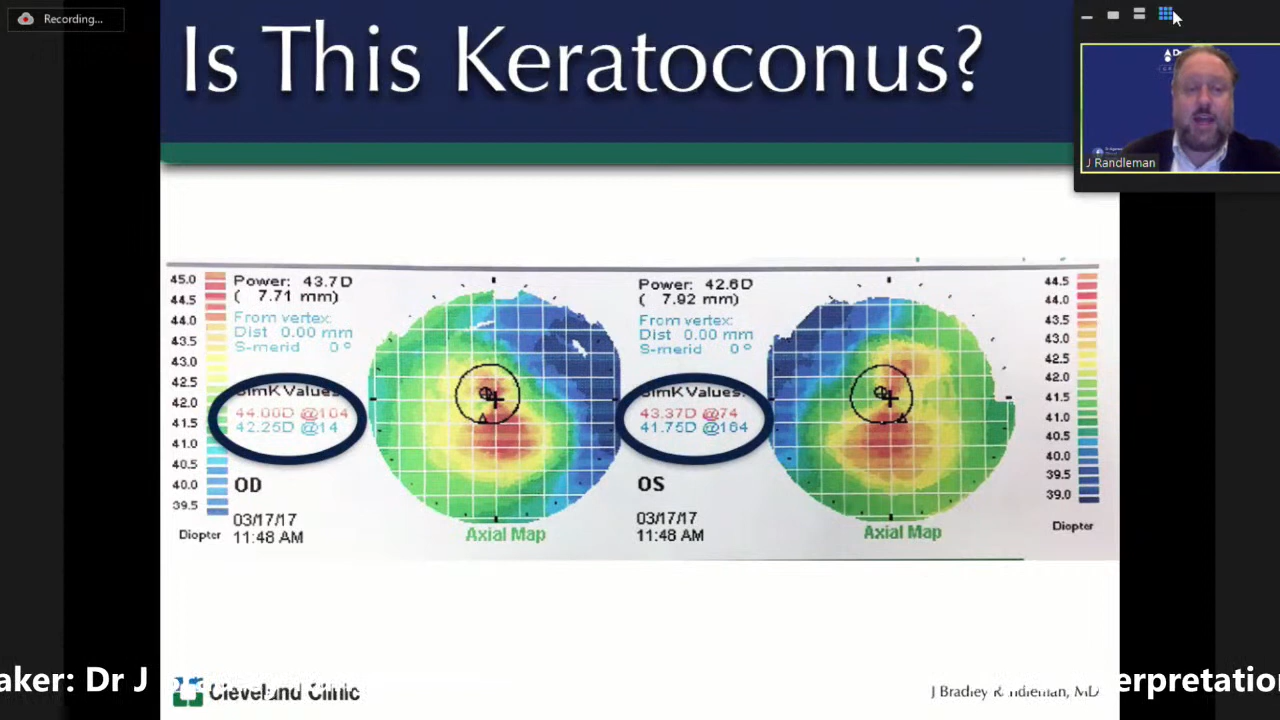 Recording...
Is This Keratoconus?
J Randleman
45.0
44.5
44.0
43.5
43.0
42.5
42.0
41.5
41.0
40.5
40.0
39.5
Diopter
Power: 43.7 D
( 7.71 mm)
From vertex:
Dist 0.00 mm
S-merid 0 °
SimK Values:
44.00D @104
42.25D @14
OD
03/17/17
11:48 AM
Axial Map
Power: 42.6D
( 7.92 mm)
From vertex:
Dist 0.00 mm
S-merid 0 °
SimK Values:
43.37D @74
41.75D @164
OS
03/17/17
11:48 AM
Axial Map
44.5
44.0
43.5
43.0
42.5
42.0
41.5
41.0
40.5
40.0
39.5
39.0
Diopter
aker: Dr J
Cleveland Clinic
J Bradley Randleman, MD
erpretation